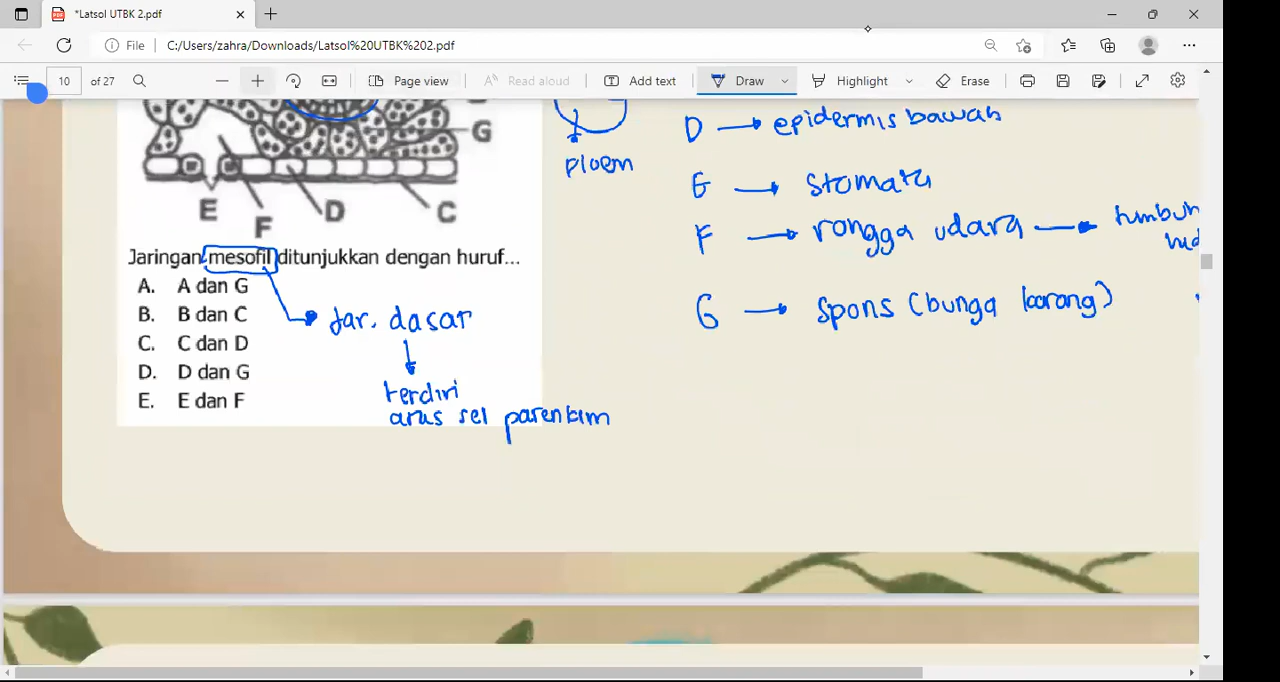 *Latsol UTBK 2.pdf
File C:/Users/zahra/Downloads/Latsol%20UTBK%202.pdf
10 of 27 Page view Read aloud Add text Draw Highlight Erase
G
E
F
D
C
ploem
D → epidermis bawah
E → stomata
F → rongga udara →
G → spons (bunga karang)
Jaringan mesofil ditunjukkan dengan huruf...
A. A dan G
B. B dan C
C. C dan D
D. D dan G
E. E dan F
Jar. dasar
terdiri
atas sel parenkim